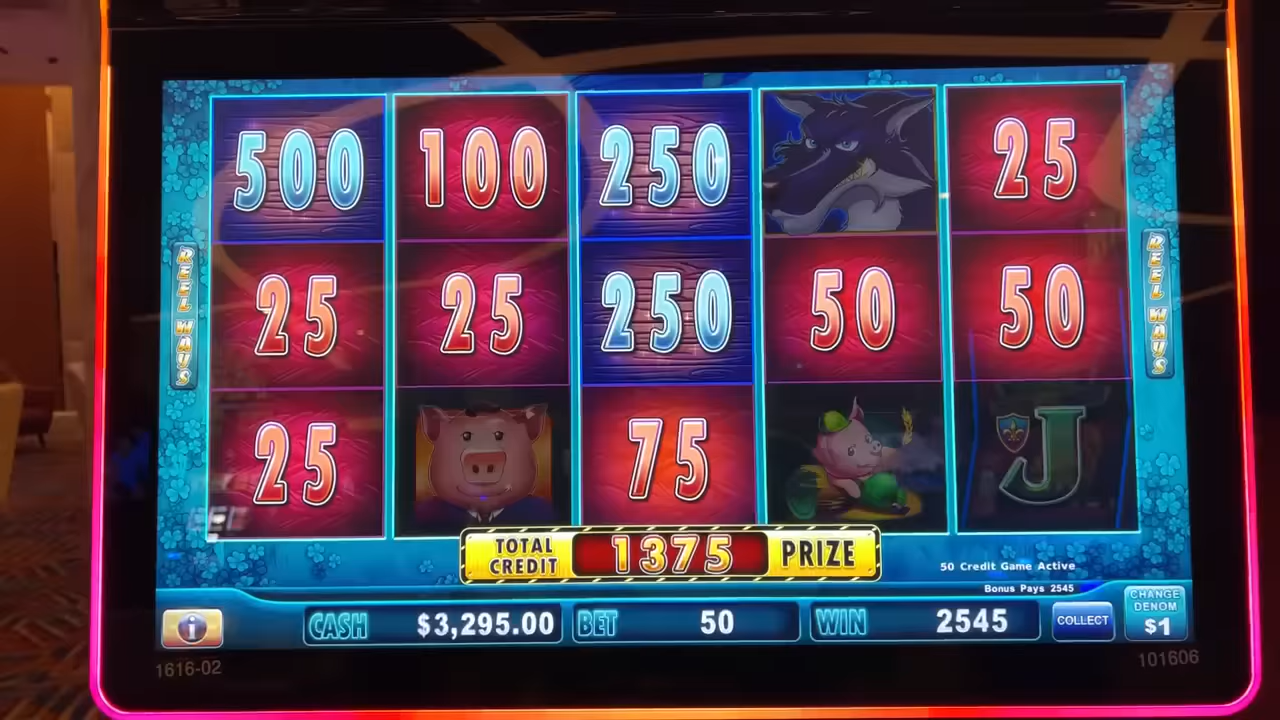 500 100 250 25
25 25 250 50 50
25 75 J
REEL WAYS
REEL WAYS
TOTAL CREDIT 1375 PRIZE
50 Credit Game Active
Bonus Pays 2545
CASH $3,295.00 BET 50 WIN 2545 COLLECT
CHANGE DENOM $1
1616-02
101606